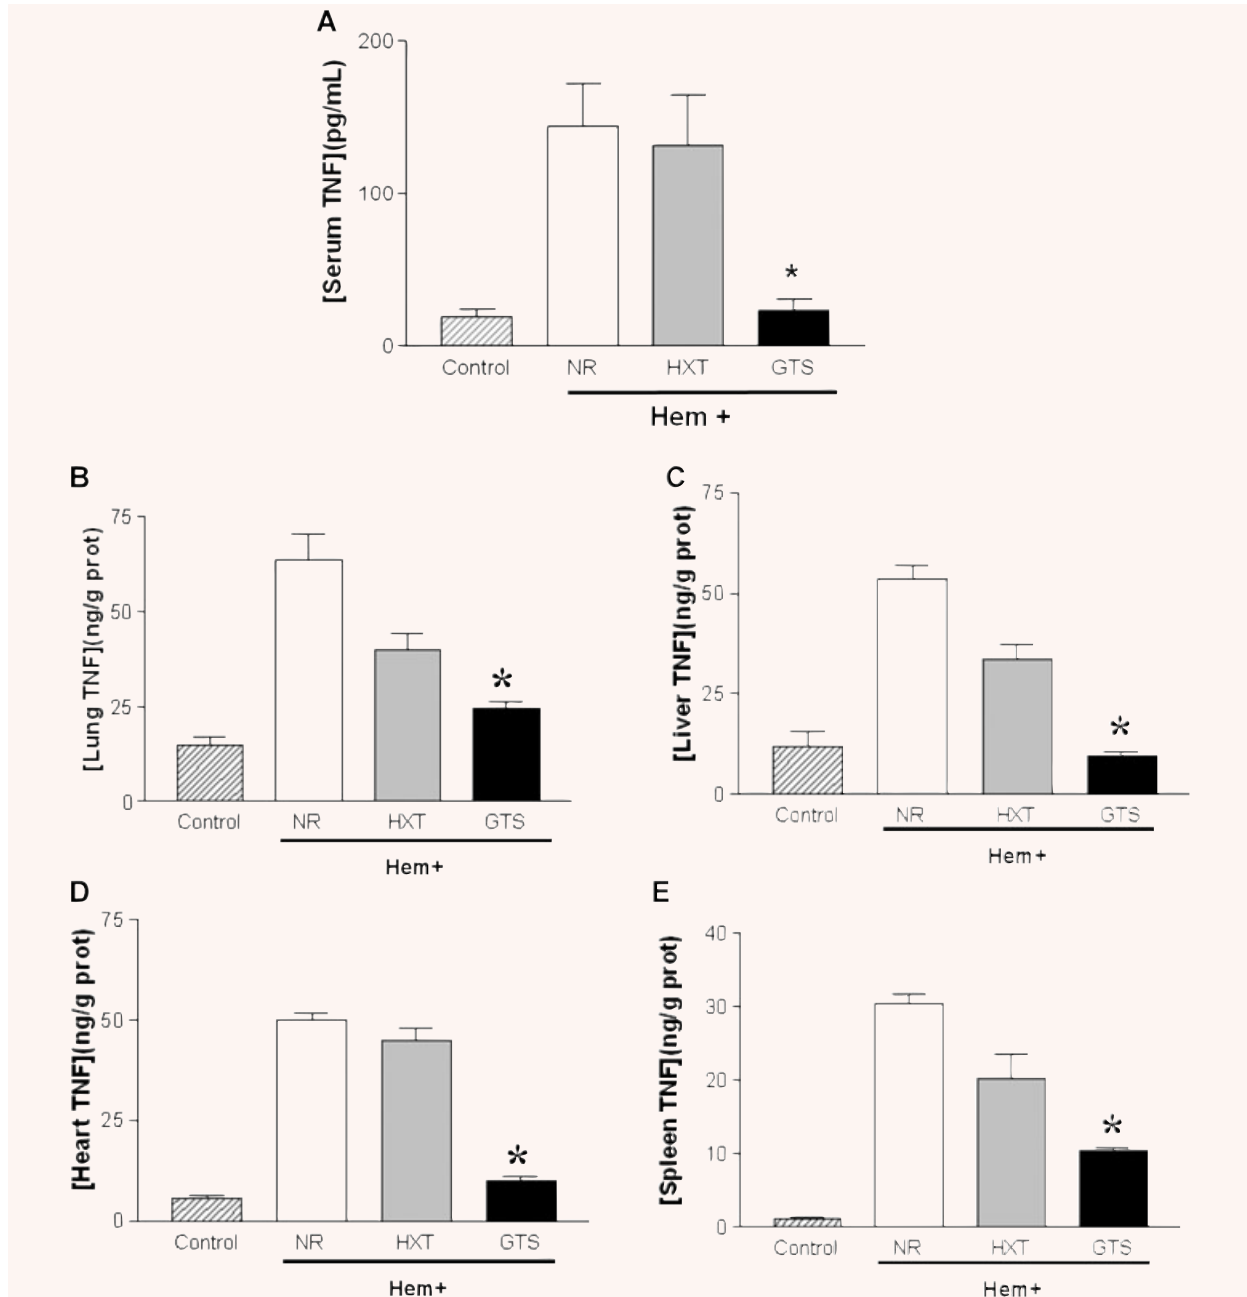 A
[Serum TNF](pg/mL)
200
100
0
*
Control NR HXT GTS
Hem +
B
[Lung TNF](ng/g prot)
75
50
25
0
*
Control NR HXT GTS
Hem+
C
[Liver TNF](ng/g prot)
75
50
25
0
*
Control NR HXT GTS
Hem+
D
[Heart TNF](ng/g prot)
75
50
25
0
*
Control NR HXT GTS
Hem+
E
[Spleen TNF](ng/g prot)
40
30
20
10
0
*
Control NR HXT GTS
Hem+